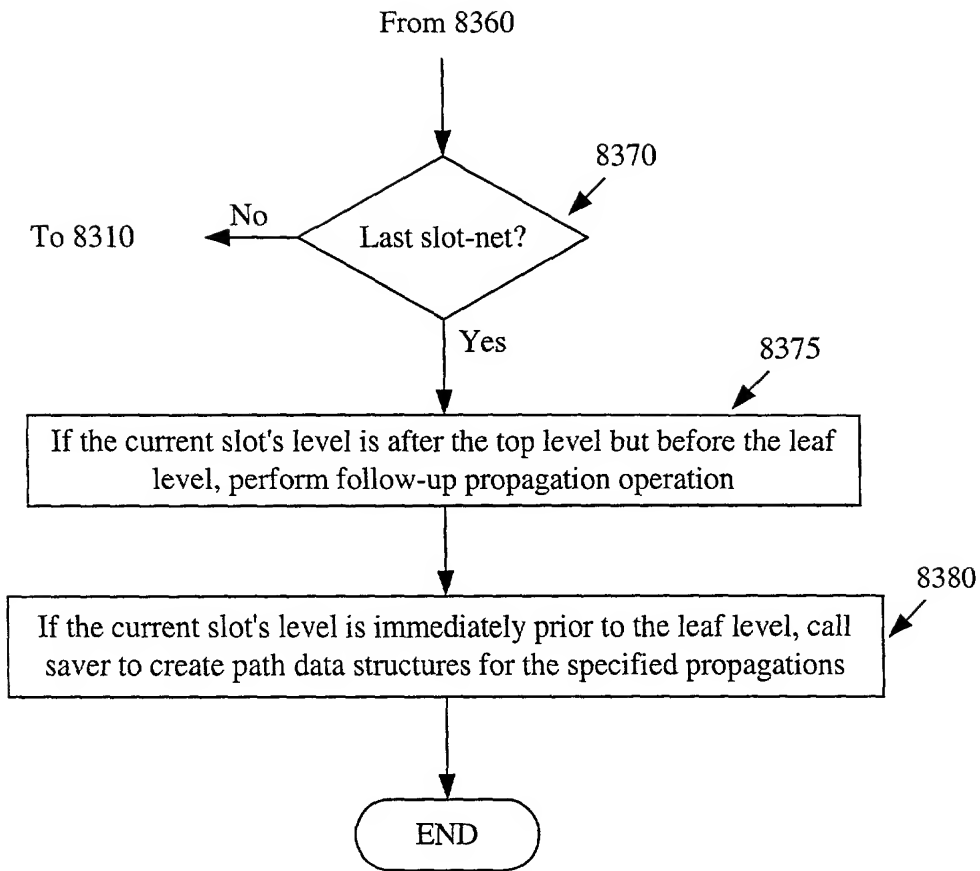 From 8360
8370
No
To 8310
Last slot-net?
Yes
8375
If the current slot's level is after the top level but before the leaf
level, perform follow-up propagation operation
8380
If the current slot's level is immediately prior to the leaf level, call
saver to create path data structures for the specified propagations
END